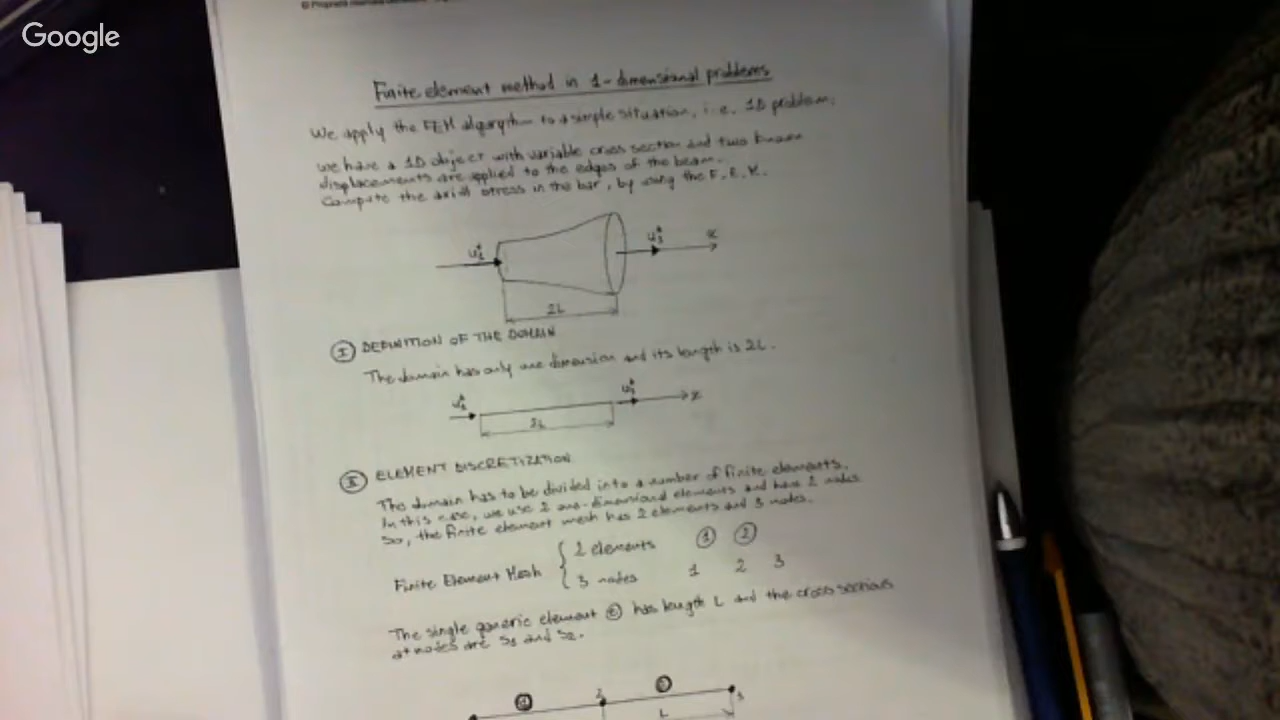 Google
Finite element method in 1-dimensional problems
We apply the FEM algorythm to a simple situation, i.e. 1D problem.
We have a 1D object with variable cross section and two known
displacements are applied to the edges of the beam.
Compute the axial stress in the bar, by using the F.E.M.
u₁* u₃* x
2L
I DEFINITION OF THE DOMAIN
The domain has only one dimension and its length is 2L.
u₁* u₃* x
2L
II ELEMENT DISCRETIZATION
The domain has to be divided into a number of finite elements.
In this case, we use 2 one-dimensional elements and have 2 nodes
So, the finite element mesh has 2 elements and 3 nodes.
Finite Element Mesh { 2 elements 1 2
3 nodes 1 2 3
The single generic element e has length L and the cross sections
at nodes are S₁ and S₂.
2 3
L